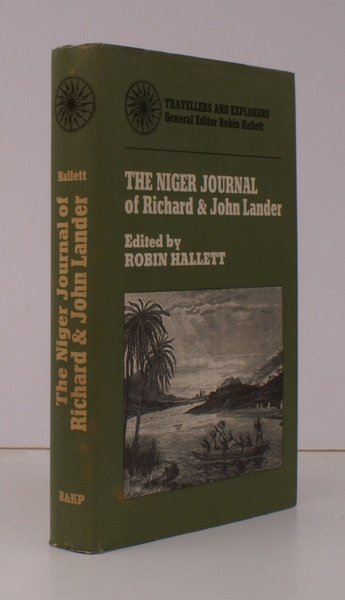 TRAVELLERS AND EXPLORERS
General Editor Robin Hallett
THE NIGER JOURNAL
of Richard & John Lander
Edited by
ROBIN HALLETT
Hallett
The Niger Journal of
Richard & John Lander
R&KP